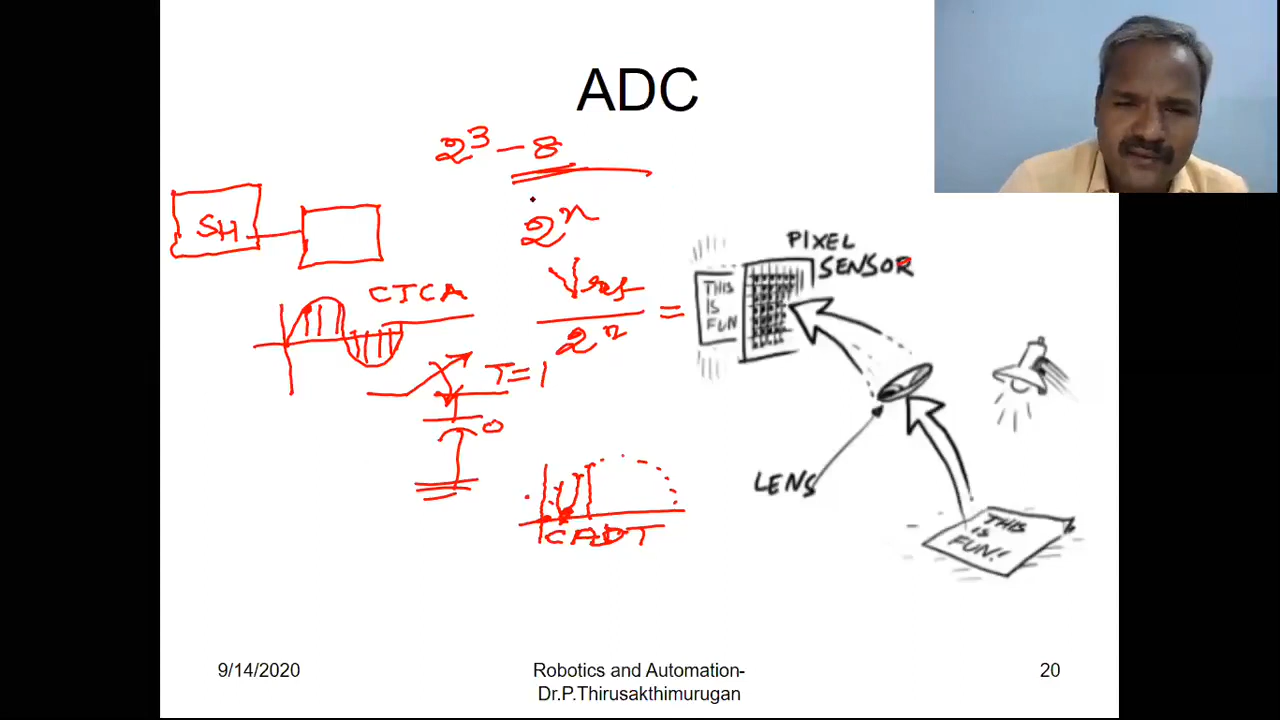 ADC
2³ - 8
SH
2ⁿ
PIXEL
SENSOR
THIS
IS
FUN
CTCA
Vref
2ⁿ
=
T=1
0
LENS
THIS
IS
FUN!!
9/14/2020
Robotics and Automation-
Dr.P.Thirusakthimurugan
20